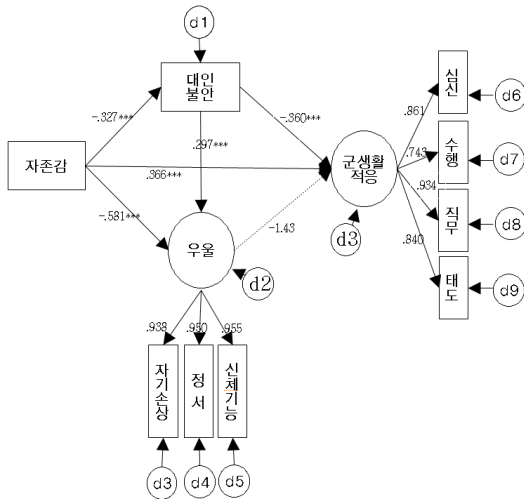 d1
대인
불안
심신
d6
-.327***
-.360***
.861
.297***
군생활
적응
.743
수행
d7
자존감
.366***
.934
직무
d8
-.581***
d3
.840
-1.43
우울
d2
태도
d9
.938
.950
.955
자기손상
정서
신체기능
d3
d4
d5